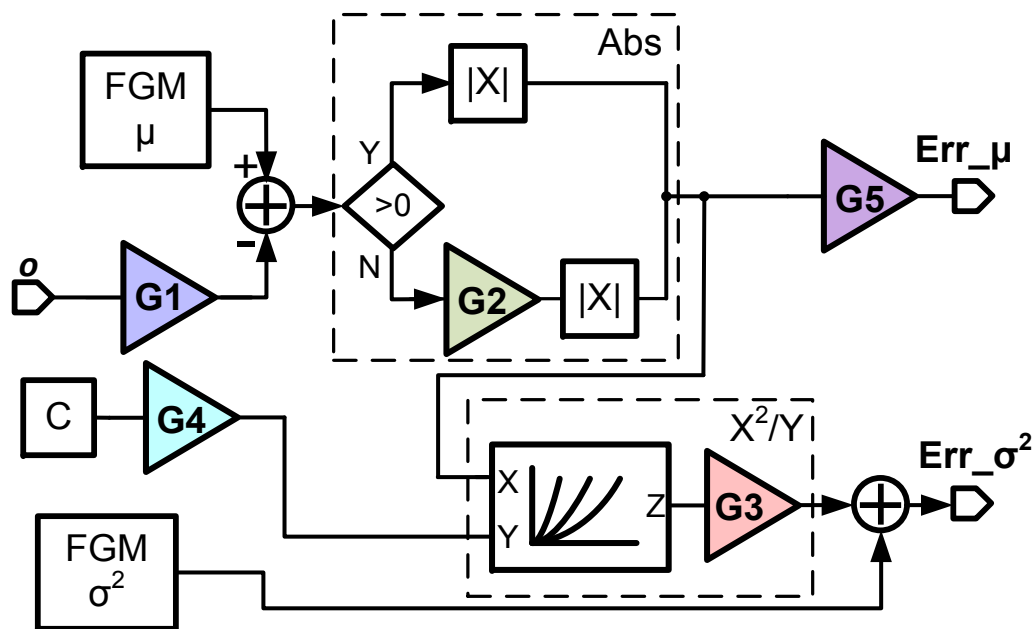 Abs
FGM
μ
|X|
Err_μ
Y
+
>0
G5
-
N
o
G1
G2
|X|
C
G4
X²/Y
Err_σ²
X
Z
G3
Y
FGM
σ²